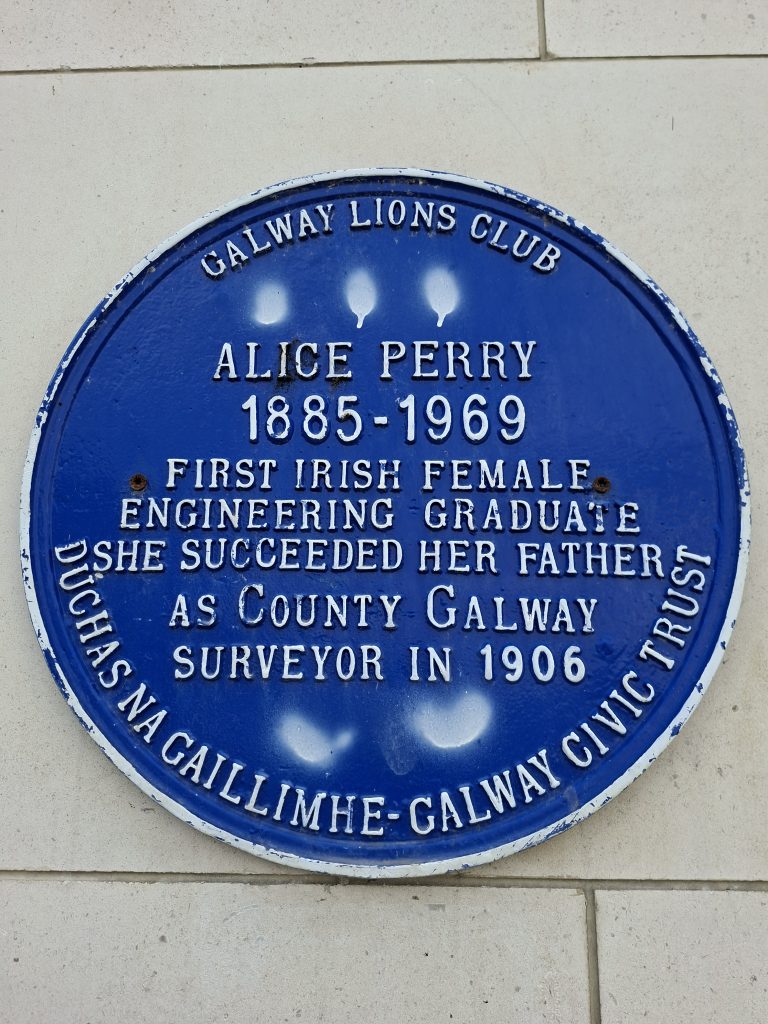 GALWAY LIONS CLUB
ALICE PERRY
1885-1969
FIRST IRISH FEMALE
ENGINEERING GRADUATE
SHE SUCCEEDED HER FATHER
AS COUNTY GALWAY
SURVEYOR IN 1906
DÚCHAS NA GAILLIMHE-GALWAY CIVIC TRUST